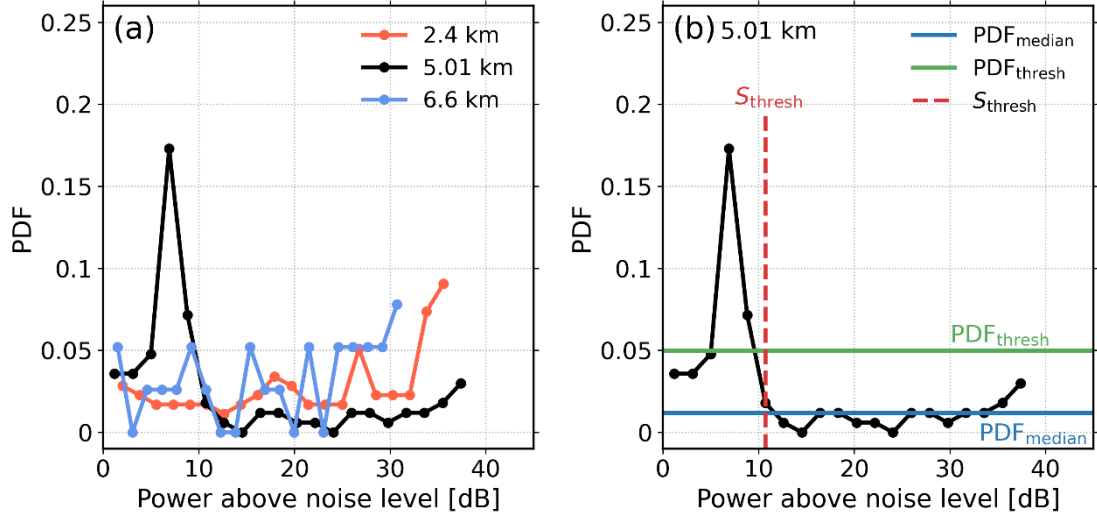 (a)
2.4 km
5.01 km
6.6 km
PDF
0.25
0.2
0.15
0.1
0.05
0
0 10 20 30 40
Power above noise level [dB]
(b) 5.01 km
PDFmedian
PDFthresh
Sthresh
Sthresh
PDFthresh
PDFmedian
PDF
0.25
0.2
0.15
0.1
0.05
0
0 10 20 30 40
Power above noise level [dB]